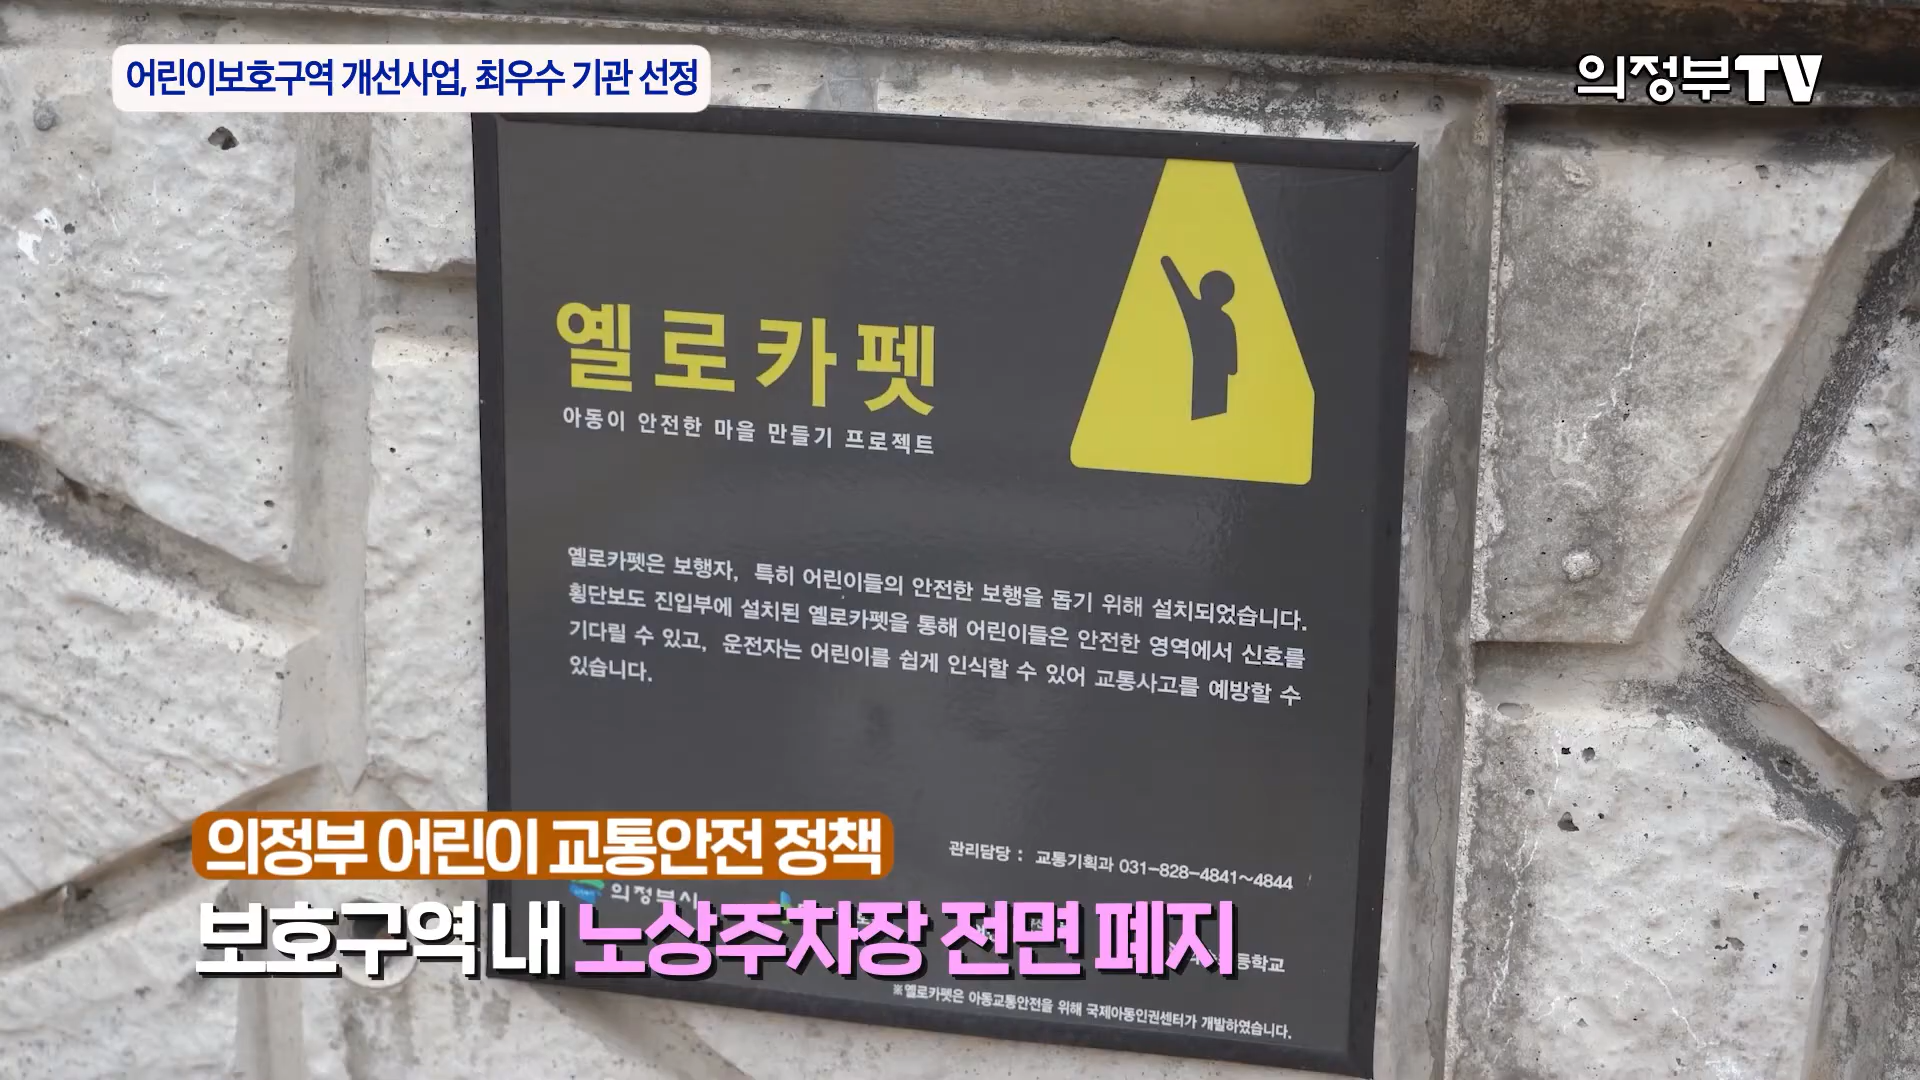 어린이보호구역 개선사업, 최우수 기관 선정
의정부TV
옐로카펫
아동이 안전한 마을 만들기 프로젝트
옐로카펫은 보행자, 특히 어린이들의 안전한 보행을 돕기 위해 설치되었습니다.
횡단보도 진입부에 설치된 옐로카펫을 통해 어린이들은 안전한 영역에서 신호를
기다릴 수 있고, 운전자는 어린이를 쉽게 인식할 수 있어 교통사고를 예방할 수
있습니다.
의정부 어린이 교통안전 정책
관리담당 : 교통기획과 031-828-4841~4844
의정부시
보호구역 내 노상주차장 전면 폐지
등학교
※옐로카펫은 아동교통안전을 위해 국제아동인권센터가 개발하였습니다.